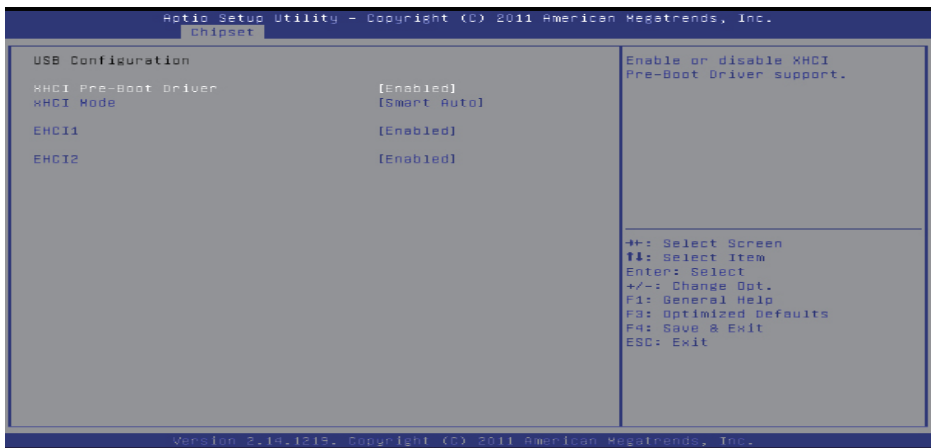 Aptio Setup Utility – Copyright (C) 2011 American Megatrends, Inc.
Chipset
USB Configuration
XHCI Pre-Boot Driver [Enabled]
xHCI Mode [Smart Auto]
EHCI1 [Enabled]
EHCI2 [Enabled]
Enable or disable XHCI
Pre-Boot Driver support.
→←: Select Screen
↑↓: Select Item
Enter: Select
+/-: Change Opt.
F1: General Help
F3: Optimized Defaults
F4: Save & Exit
ESC: Exit
Version 2.14.1219. Copyright (C) 2011 American Megatrends, Inc.